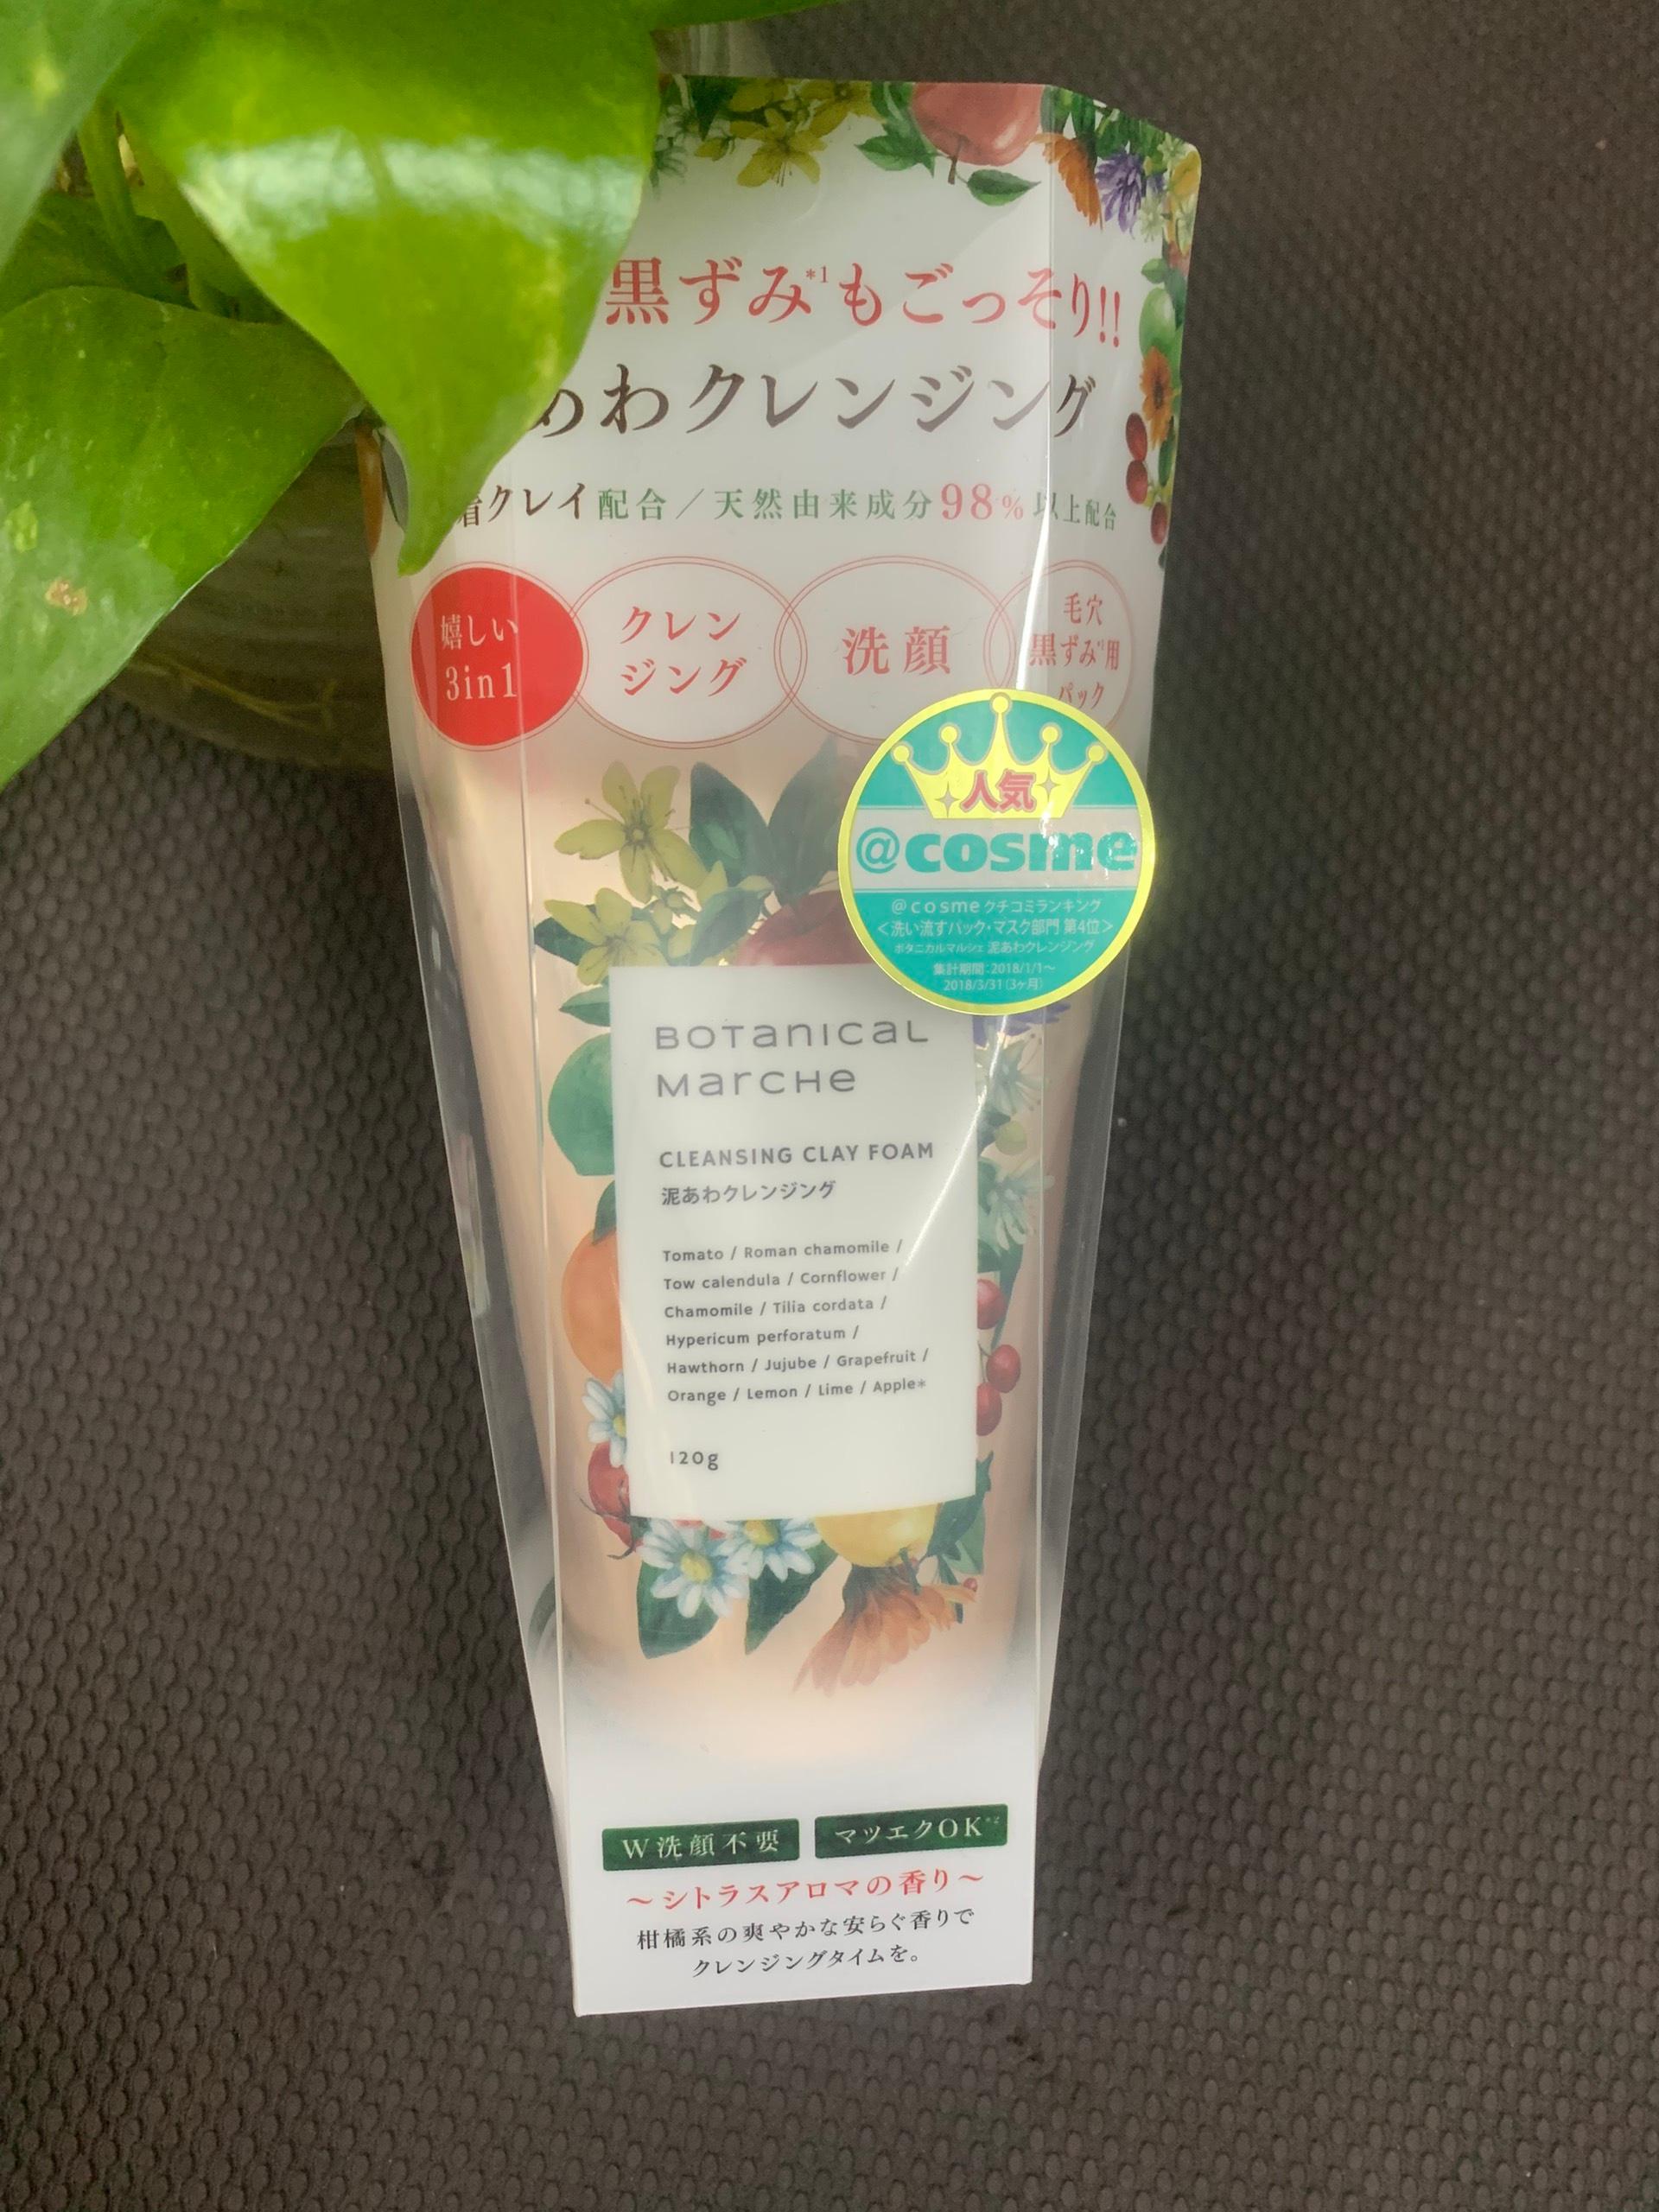 黒ずみ*1もごっそり!!
あわクレンジング
着クレイ配合／天然由来成分98%以上配合
嬉しい
3in1
クレン
ジング
洗顔
毛穴
黒ずみ*1用
パック
人気
@cosme
@cosmeクチコミランキング
＜洗い流すパック・マスク部門 第4位＞
ボタニカルマルシェ 泥あわクレンジング
集計期間：2018/1/1〜
2018/3/31(3ヶ月)
BOTANICAL
MARCHE
CLEANSING CLAY FOAM
泥あわクレンジング
Tomato / Roman chamomile /
Tow calendula / Cornflower /
Chamomile / Tilia cordata /
Hypericum perforatum /
Hawthorn / Jujube / Grapefruit /
Orange / Lemon / Lime / Apple*
120g
W洗顔不要
マツエクOK*2
〜シトラスアロマの香り〜
柑橘系の爽やかな安らぐ香りで
クレンジングタイムを。